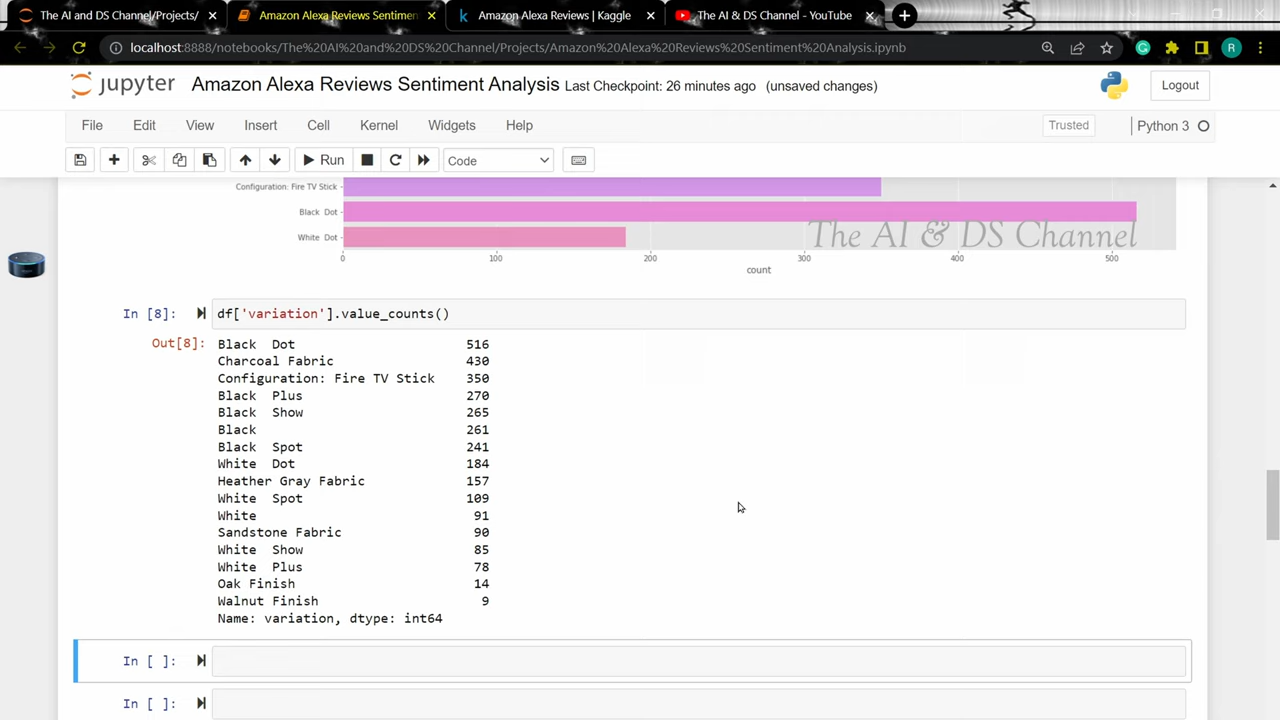 The AI and DS Channel/Projects/
Amazon Alexa Reviews Sentimen
Amazon Alexa Reviews | Kaggle
The AI & DS Channel - YouTube
localhost:8888/notebooks/The%20AI%20and%20DS%20Channel/Projects/Amazon%20Alexa%20Reviews%20Sentiment%20Analysis.ipynb
R
jupyter Amazon Alexa Reviews Sentiment Analysis Last Checkpoint: 26 minutes ago (unsaved changes) Logout
File Edit View Insert Cell Kernel Widgets Help Trusted Python 3
Run Code
Configuration: Fire TV Stick
Black Dot
White Dot
The AI & DS Channel
0 100 200 300 400 500
count
In [8]: df['variation'].value_counts()
Out[8]: Black  Dot 516
Charcoal Fabric 430
Configuration: Fire TV Stick 350
Black  Plus 270
Black  Show 265
Black 261
Black  Spot 241
White  Dot 184
Heather Gray Fabric 157
White  Spot 109
White 91
Sandstone Fabric 90
White  Show 85
White  Plus 78
Oak Finish 14
Walnut Finish 9
Name: variation, dtype: int64
In [ ]:
In [ ]: